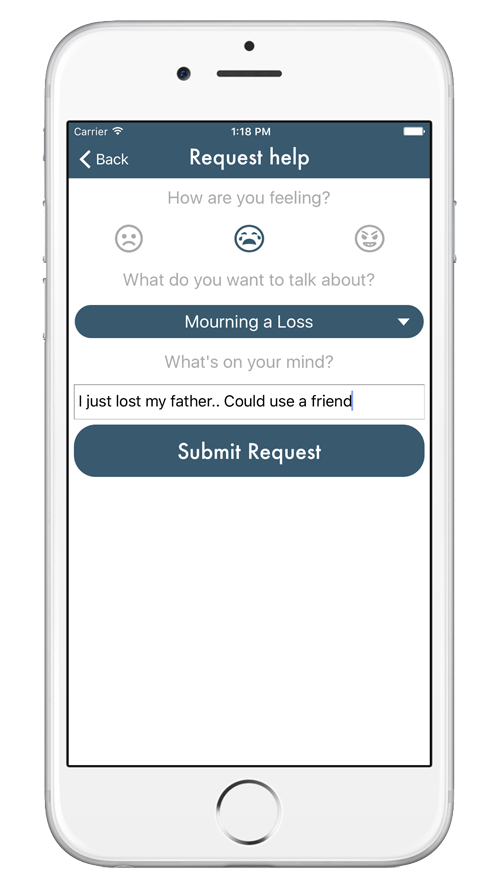 Carrier 1:18 PM
Back Request help
How are you feeling?
What do you want to talk about?
Mourning a Loss
What's on your mind?
I just lost my father.. Could use a friend
Submit Request